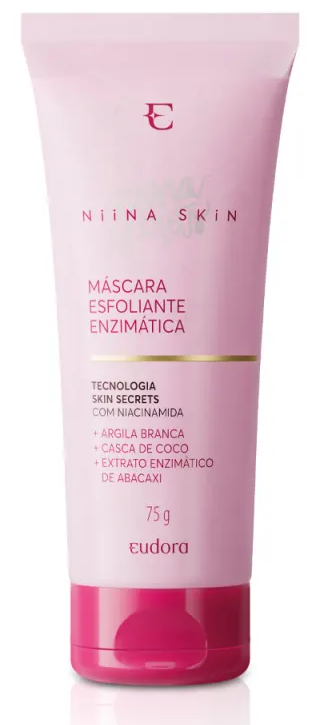 E
NiiNA SKiN
MÁSCARA
ESFOLIANTE
ENZIMÁTICA
TECNOLOGIA
SKIN SECRETS
COM NIACINAMIDA
+ ARGILA BRANCA
+ CASCA DE COCO
+ EXTRATO ENZIMÁTICO
DE ABACAXI
75 g
eudora